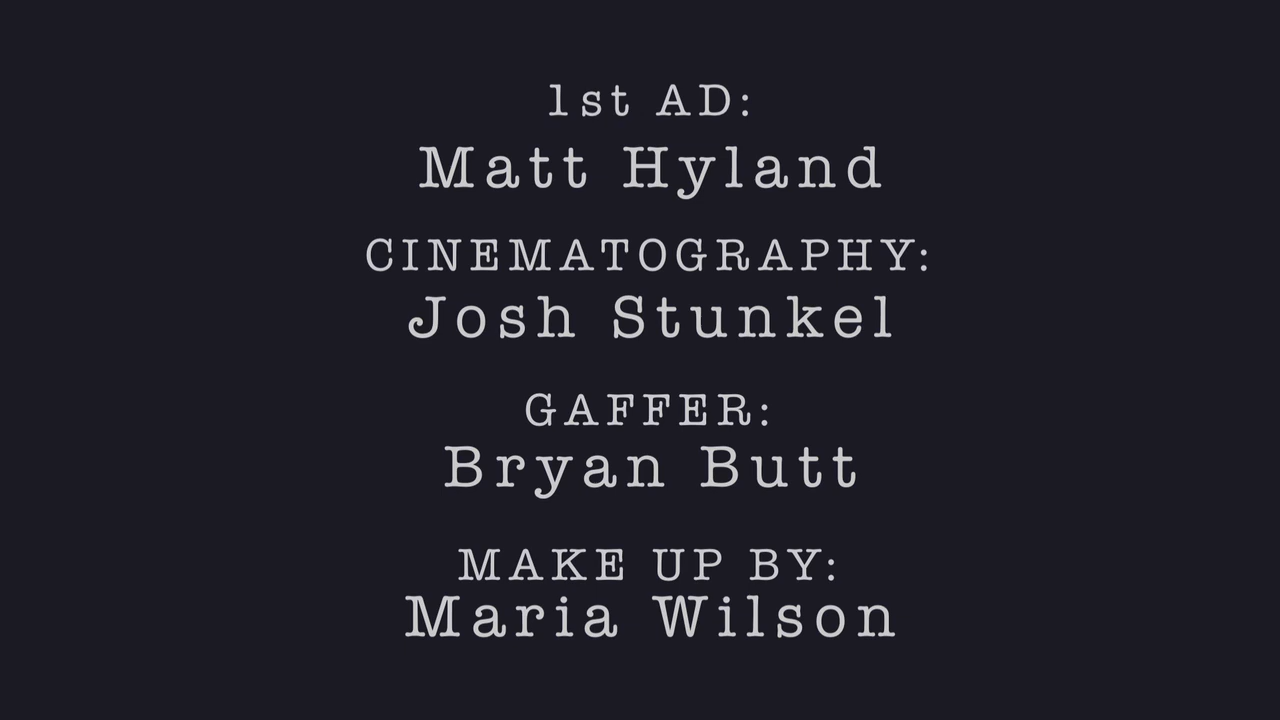 1st AD:
Matt Hyland
CINEMATOGRAPHY:
Josh Stunkel
GAFFER:
Bryan Butt
MAKE UP BY:
Maria Wilson